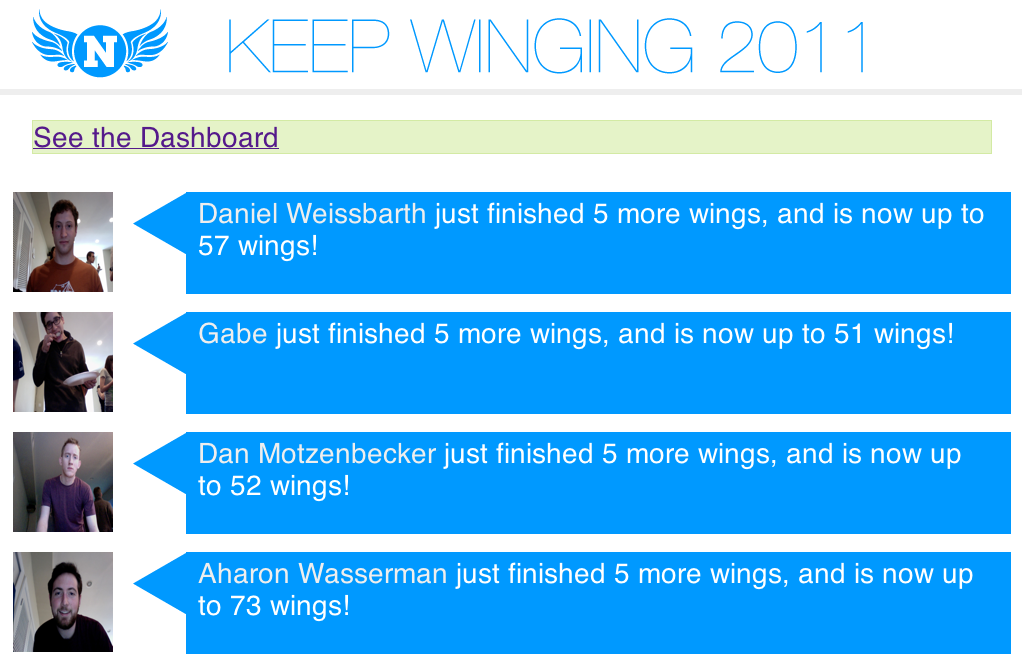 N
KEEP WINGING 2011
See the Dashboard
Daniel Weissbarth just finished 5 more wings, and is now up to
57 wings!
Gabe just finished 5 more wings, and is now up to 51 wings!
Dan Motzenbecker just finished 5 more wings, and is now up
to 52 wings!
Aharon Wasserman just finished 5 more wings, and is now up
to 73 wings!